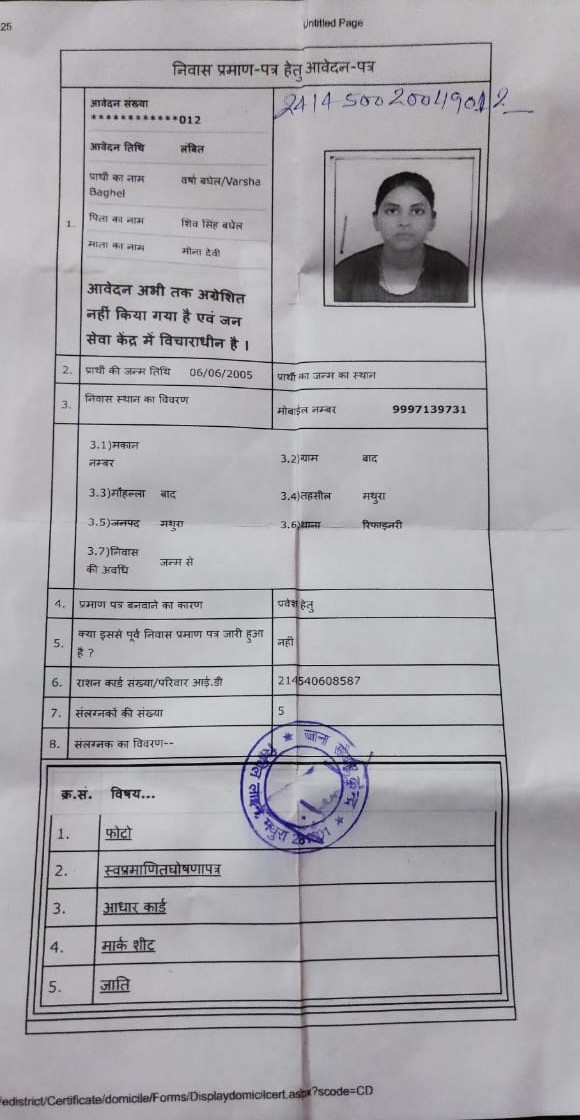 25
Untitled Page
निवास प्रमाण-पत्र हेतु आवेदन-पत्र
आवेदन संख्या
************012
241450020049012
आवेदन तिथि लंबित
प्रार्थी का नाम वर्षा बघेल/Varsha
Baghel
1. पिता का नाम शिव सिंह बघेल
माता का नाम मीना देवी
आवेदन अभी तक अग्रेशित
नहीं किया गया है एवं जन
सेवा केंद्र में विचाराधीन है ।
2. प्रार्थी की जन्म तिथि 06/06/2005 प्रार्थी का जन्म का स्थान
3. निवास स्थान का विवरण मोबाईल नम्बर 9997139731
3.1)मकान
नम्बर 3.2)ग्राम बाद
3.3)मौहल्ला बाद 3.4)तहसील मथुरा
3.5)जनपद मथुरा 3.6)थाना रिफाइनरी
3.7)निवास
की अवधि जन्म से
4. प्रमाण पत्र बनवाने का कारण प्रवेश हेतु
5. क्या इससे पूर्व निवास प्रमाण पत्र जारी हुआ
है ? नहीं
6. राशन कार्ड संख्या/परिवार आई.डी 214540608587
7. संलग्नकों की संख्या 5
8. संलग्नक का विवरण--
क्र.सं. विषय...
1. फोटो
2. स्वप्रमाणितघोषणापत्र
3. आधार कार्ड
4. मार्क शीट
5. जाति
मथुरा
edistrict/Certificate/domicile/Forms/Displaydomicilcert.aspx?scode=CD